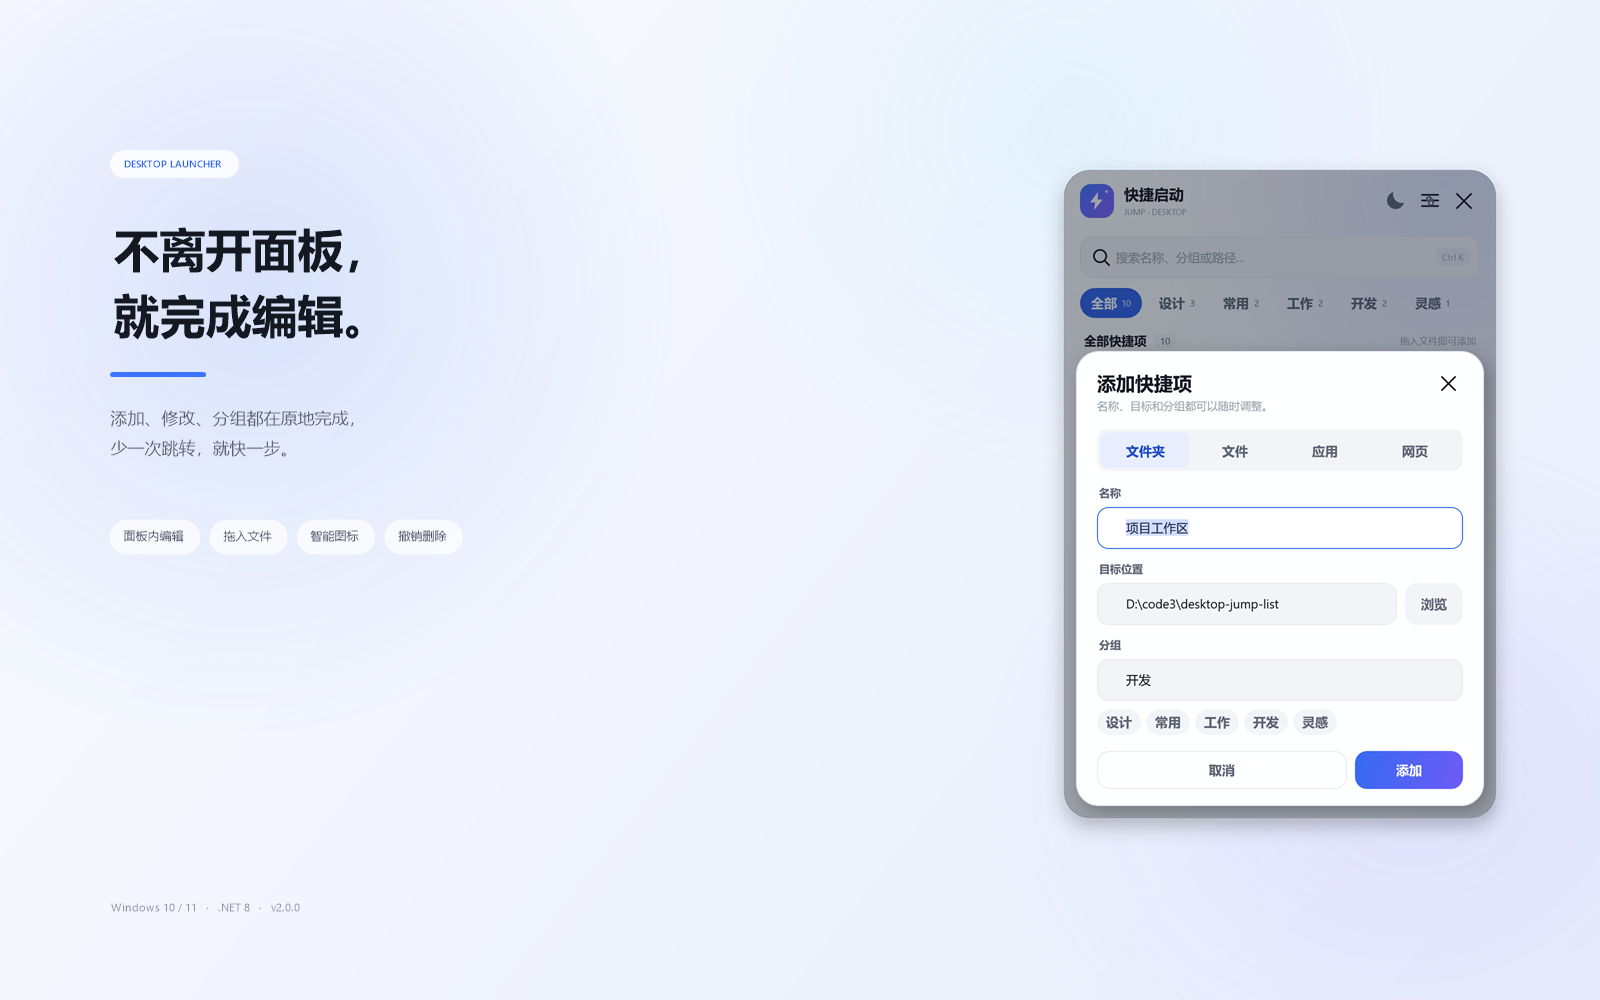 DESKTOP LAUNCHER
不离开面板，
就完成编辑。
添加、修改、分组都在原地完成，
少一次跳转，就快一步。
面板内编辑 拖入文件 智能图标 撤销删除
Windows 10 / 11 · .NET 8 · v2.0.0
快捷启动
JUMP · DESKTOP
搜索名称、分组或路径... Ctrl K
全部 10 设计 3 常用 2 工作 2 开发 2 灵感 1
全部快捷项 10 拖入文件即可添加
添加快捷项
名称、目标和分组都可以随时调整。
文件夹 文件 应用 网页
名称
项目工作区
目标位置
D:\code3\desktop-jump-list 浏览
分组
开发
设计 常用 工作 开发 灵感
取消 添加